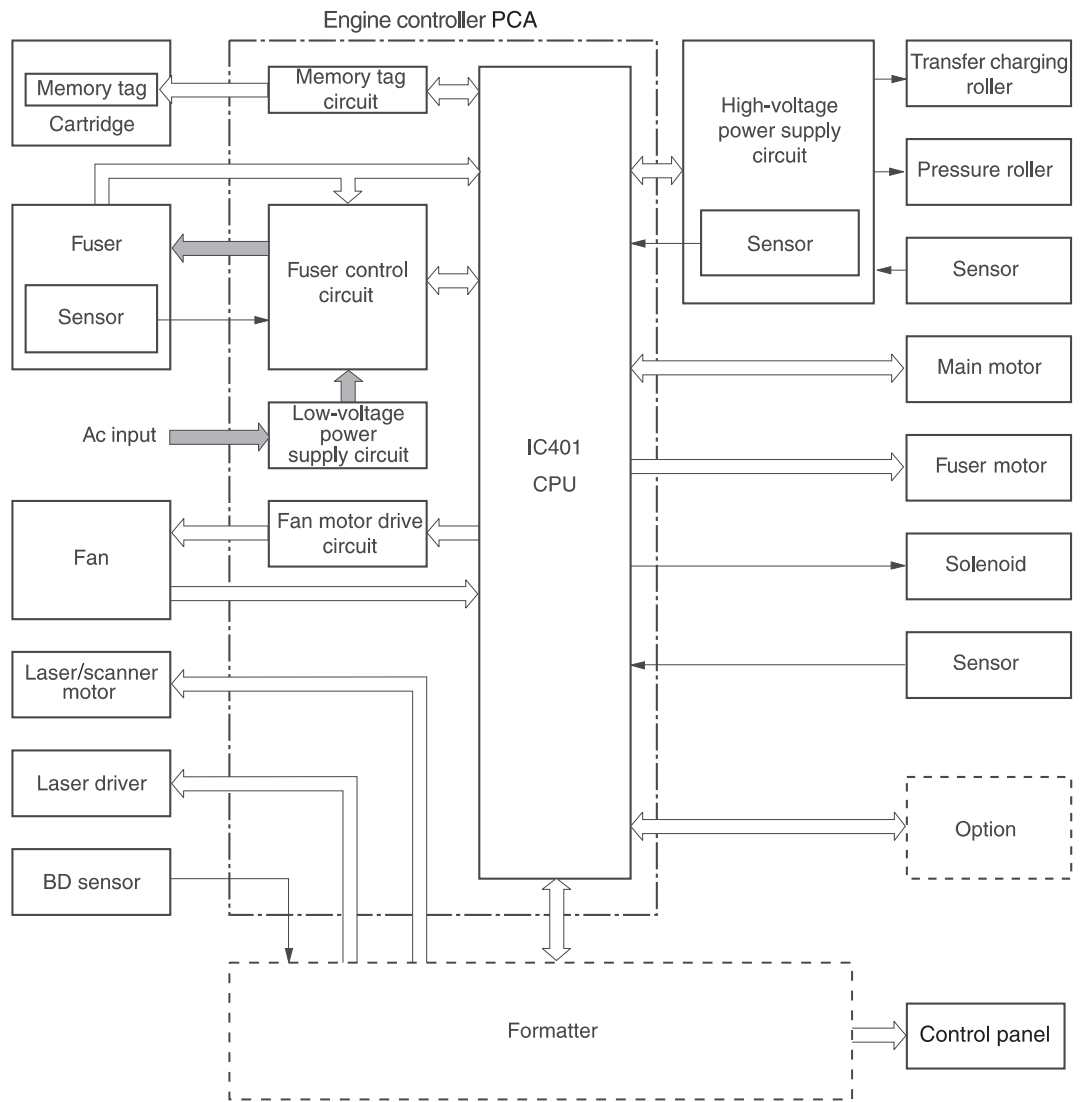 Engine controller PCA
Memory tag
Cartridge
Memory tag
circuit
High-voltage
power supply
circuit
Sensor
Transfer charging
roller
Pressure roller
Sensor
Fuser
Sensor
Fuser control
circuit
Ac input
Low-voltage
power
supply circuit
IC401
CPU
Main motor
Fuser motor
Fan
Fan motor drive
circuit
Solenoid
Sensor
Laser/scanner
motor
Laser driver
BD sensor
Option
Formatter
Control panel